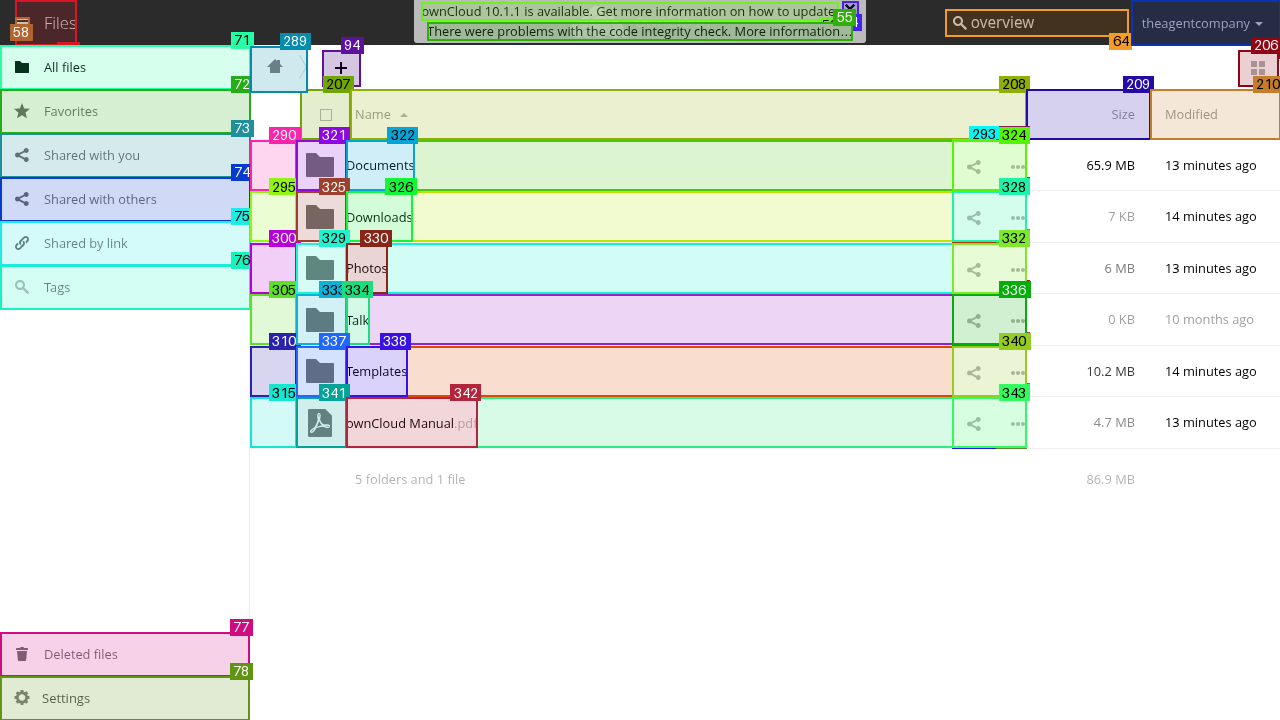 Files
58
ownCloud 10.1.1 is available. Get more information on how to update
There were problems with the code integrity check. More information...
55
overview
64
theagentcompany
71
All files
72
Favorites
73
Shared with you
74
Shared with others
75
Shared by link
76
Tags
289
94
206
207
208
209
210
Name
Size
Modified
290
321
322
293
324
Documents
65.9 MB
13 minutes ago
295
325
326
328
Downloads
7 KB
14 minutes ago
300
329
330
332
Photos
6 MB
13 minutes ago
305
333
334
336
Talk
0 KB
10 months ago
310
337
338
340
Templates
10.2 MB
14 minutes ago
315
341
342
343
ownCloud Manual.pdf
4.7 MB
13 minutes ago
5 folders and 1 file
86.9 MB
77
Deleted files
78
Settings